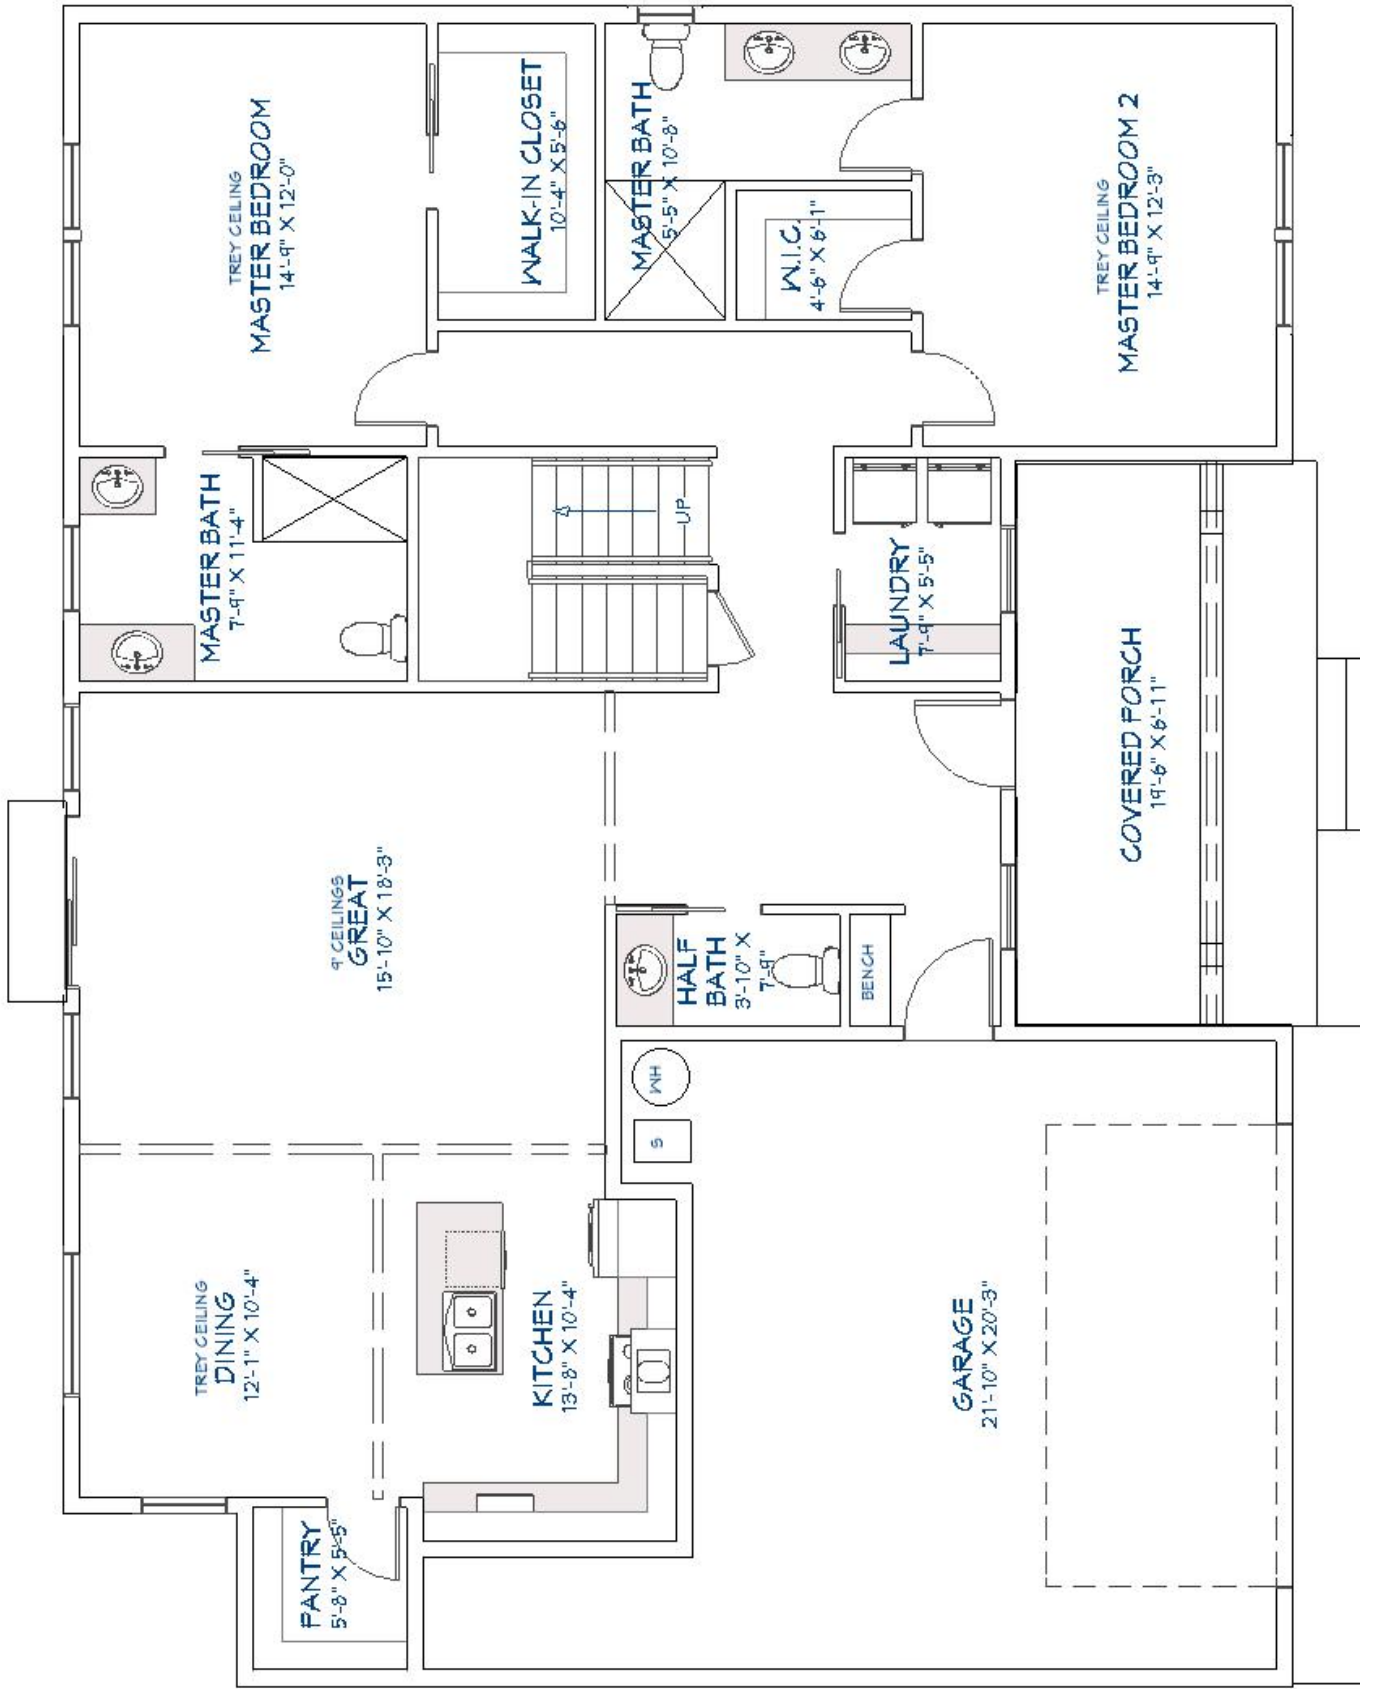 TREY CEILING
MASTER BEDROOM
14'-9" X 12'-0"
WALK-IN CLOSET
10'-4" X 5'-6"
MASTER BATH
5'-5" X 10'-8"
W.I.C.
4'-6" X 6'-1"
TREY CEILING
MASTER BEDROOM 2
14'-9" X 12'-3"
MASTER BATH
7'-9" X 11'-4"
UP
LAUNDRY
7'-9" X 5'-5"
COVERED PORCH
19'-6" X 6'-11"
9' CEILINGS
GREAT
15'-10" X 18'-3"
HALF
BATH
3'-10" X
7'-9"
BENCH
WH
S
TREY CEILING
DINING
12'-1" X 10'-4"
KITCHEN
13'-8" X 10'-4"
GARAGE
21'-10" X 20'-3"
PANTRY
5'-8" X 5'-5"